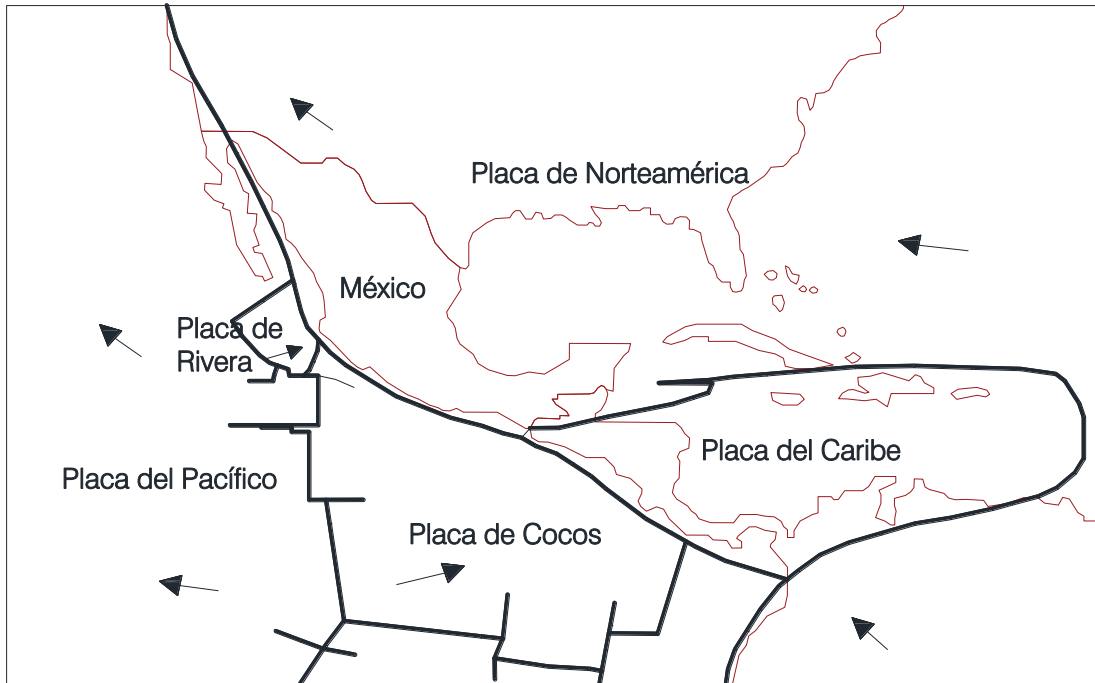 Placa de Norteamérica
México
Placa de
Rivera
Placa del Caribe
Placa del Pacífico
Placa de Cocos